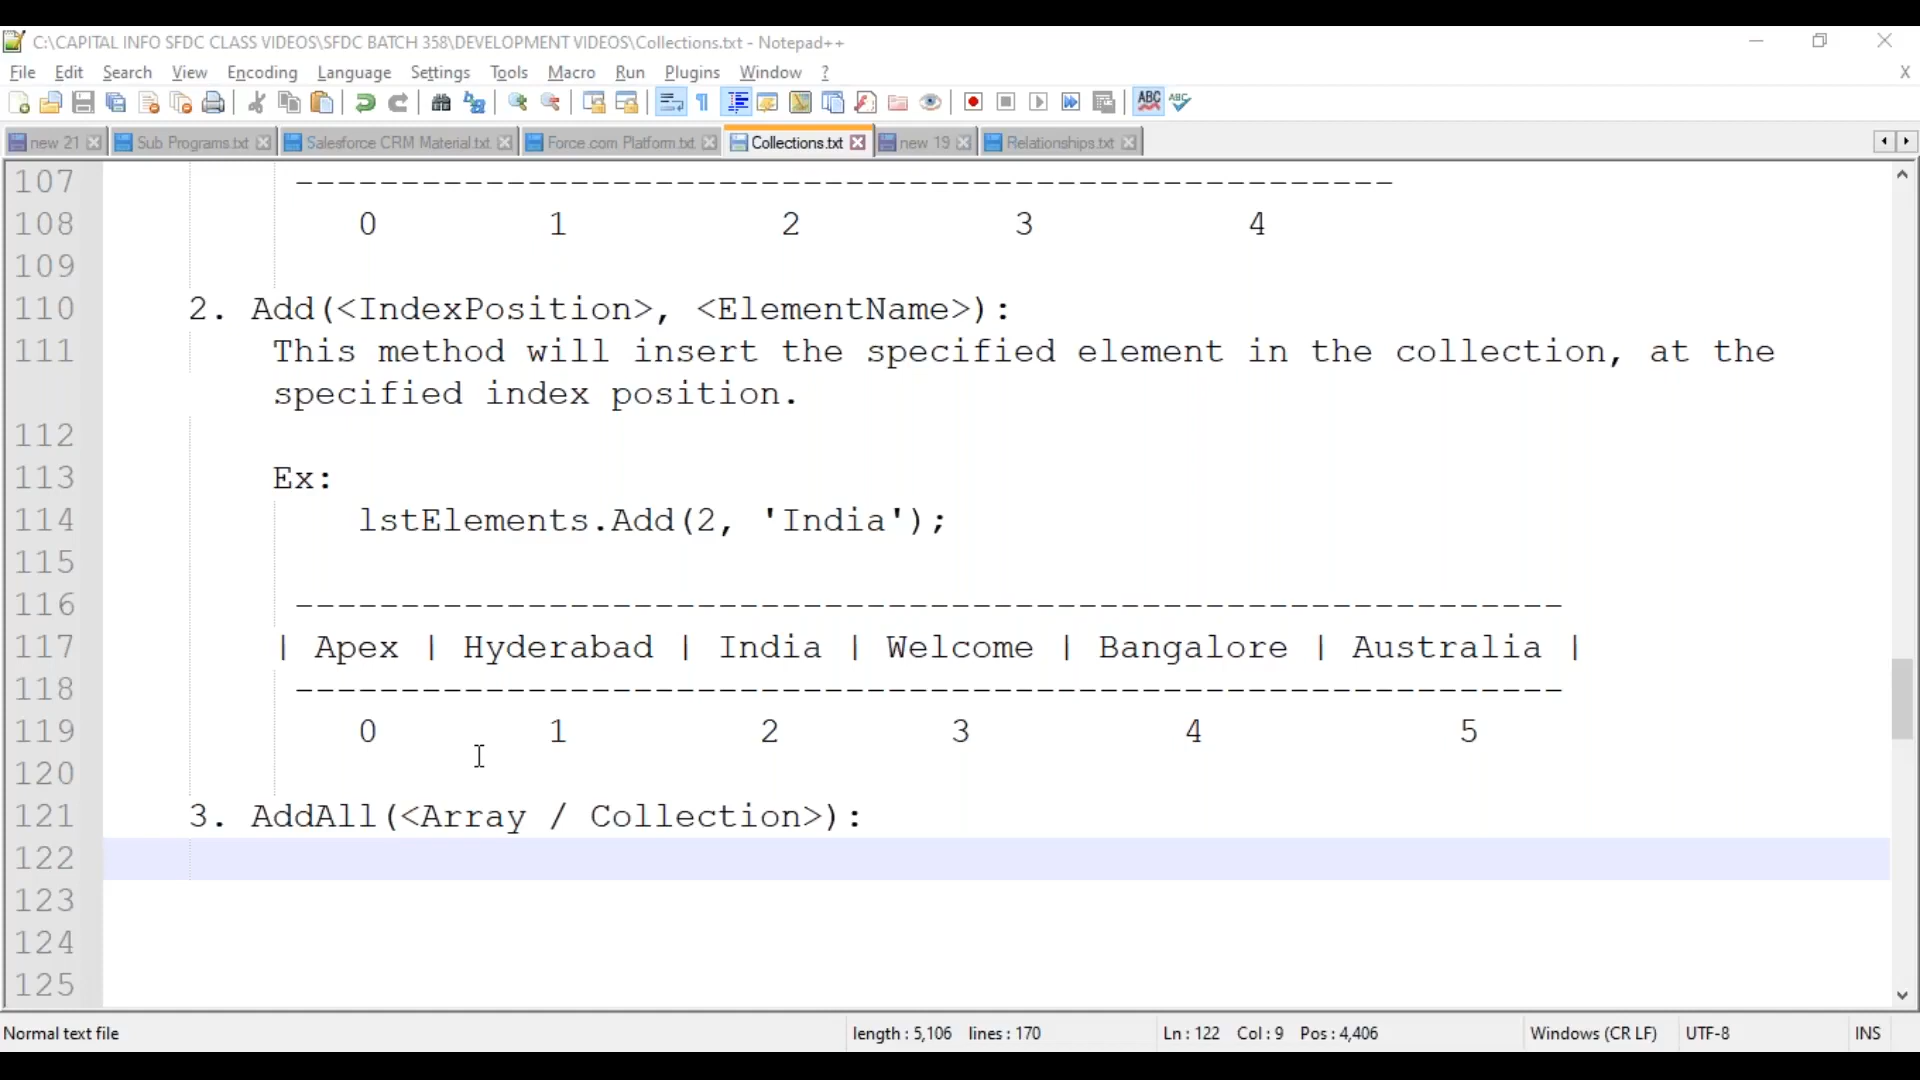 C:\CAPITAL INFO SFDC CLASS VIDEOS\SFDC BATCH 358\DEVELOPMENT VIDEOS\Collections.txt - Notepad++
File Edit Search View Encoding Language Settings Tools Macro Run Plugins Window ? X
new 21 Sub Programs.txt Salesforce CRM Material.txt Force.com Platform.txt Collections.txt new 19 Relationships.txt
107 ----------------------------------------------------
108 0 1 2 3 4
109
110 2. Add(<IndexPosition>, <ElementName>):
111 This method will insert the specified element in the collection, at the
specified index position.
112
113 Ex:
114 lstElements.Add(2, 'India');
115
116 ------------------------------------------------------------
117 | Apex | Hyderabad | India | Welcome | Bangalore | Australia |
118 ------------------------------------------------------------
119 0 1 2 3 4 5
120
121 3. AddAll(<Array / Collection>):
122
123
124
125
Normal text file length : 5,106 lines : 170 Ln : 122 Col : 9 Pos : 4,406 Windows (CR LF) UTF-8 INS